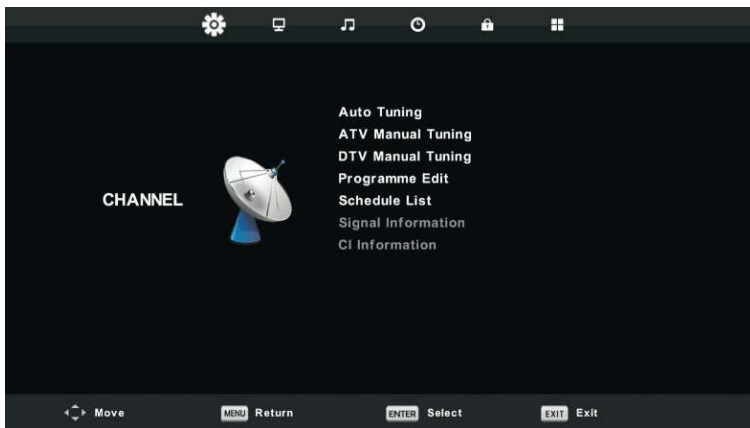 Auto Tuning
ATV Manual Tuning
DTV Manual Tuning
Programme Edit
CHANNEL
Schedule List
Signal Information
CI Information
Move
MENU Return
ENTER Select
EXIT Exit